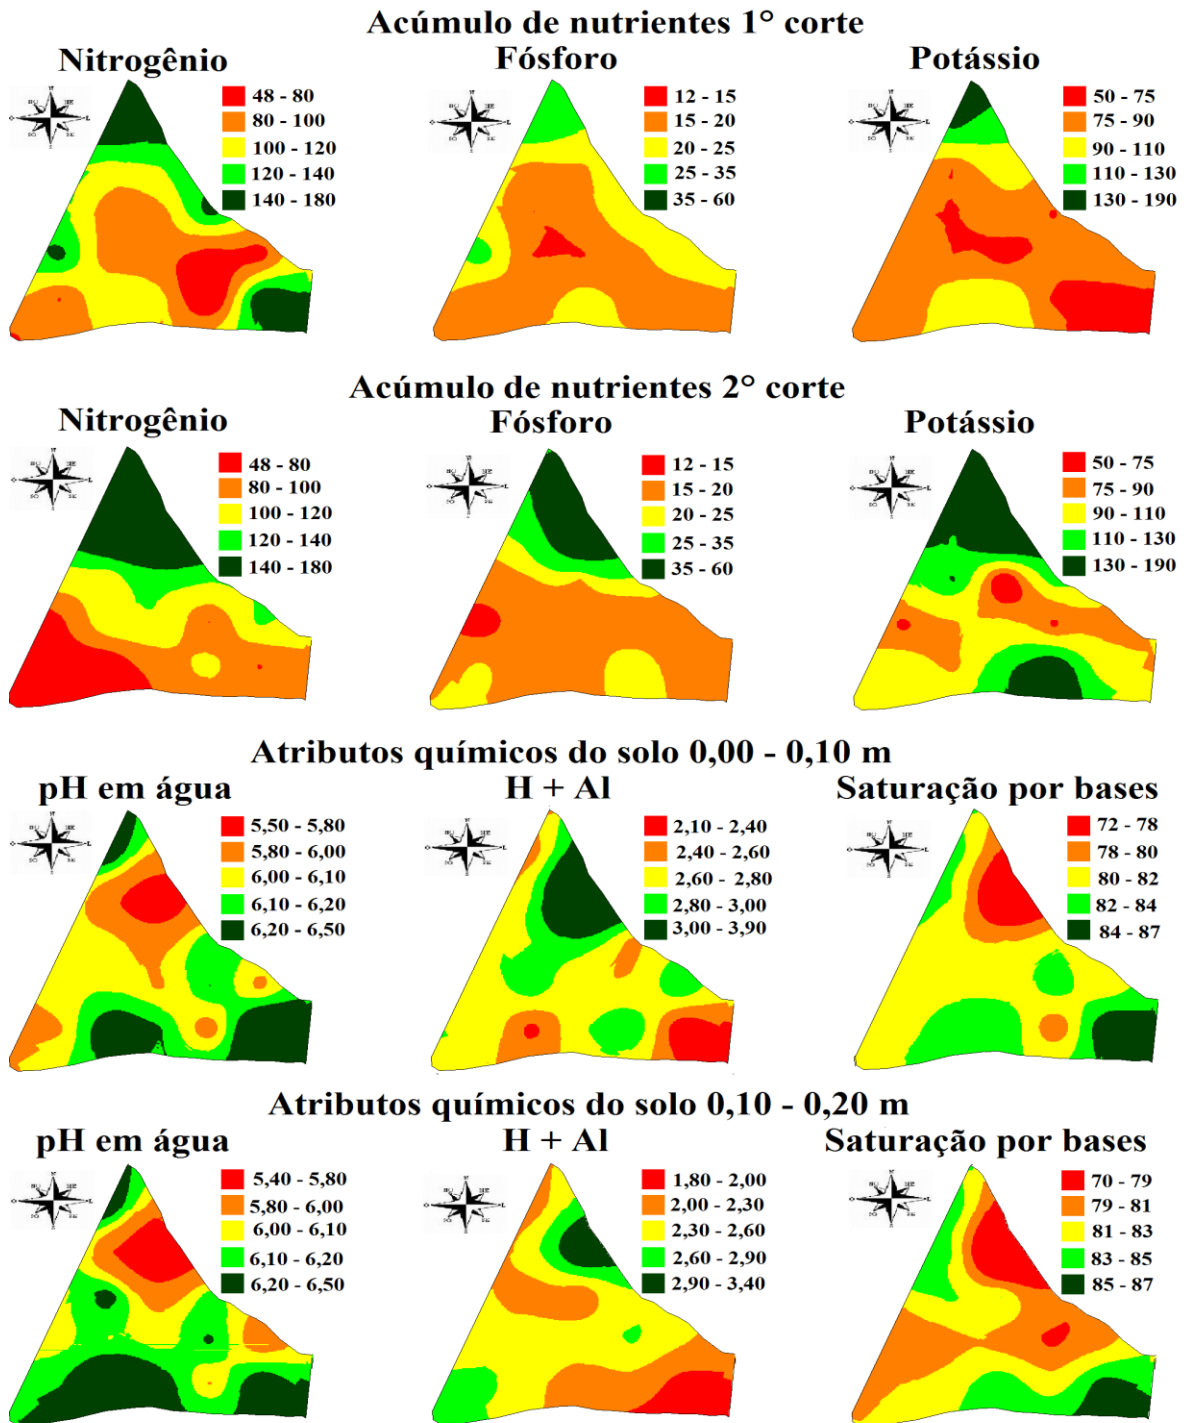 Acúmulo de nutrientes 1° corte
Nitrogênio
48 - 80
80 - 100
100 - 120
120 - 140
140 - 180
Fósforo
12 - 15
15 - 20
20 - 25
25 - 35
35 - 60
Potássio
50 - 75
75 - 90
90 - 110
110 - 130
130 - 190
Acúmulo de nutrientes 2° corte
Nitrogênio
48 - 80
80 - 100
100 - 120
120 - 140
140 - 180
Fósforo
12 - 15
15 - 20
20 - 25
25 - 35
35 - 60
Potássio
50 - 75
75 - 90
90 - 110
110 - 130
130 - 190
Atributos químicos do solo 0,00 - 0,10 m
pH em água
5,50 - 5,80
5,80 - 6,00
6,00 - 6,10
6,10 - 6,20
6,20 - 6,50
H + Al
2,10 - 2,40
2,40 - 2,60
2,60 - 2,80
2,80 - 3,00
3,00 - 3,90
Saturação por bases
72 - 78
78 - 80
80 - 82
82 - 84
84 - 87
Atributos químicos do solo 0,10 - 0,20 m
pH em água
5,40 - 5,80
5,80 - 6,00
6,00 - 6,10
6,10 - 6,20
6,20 - 6,50
H + Al
1,80 - 2,00
2,00 - 2,30
2,30 - 2,60
2,60 - 2,90
2,90 - 3,40
Saturação por bases
70 - 79
79 - 81
81 - 83
83 - 85
85 - 87